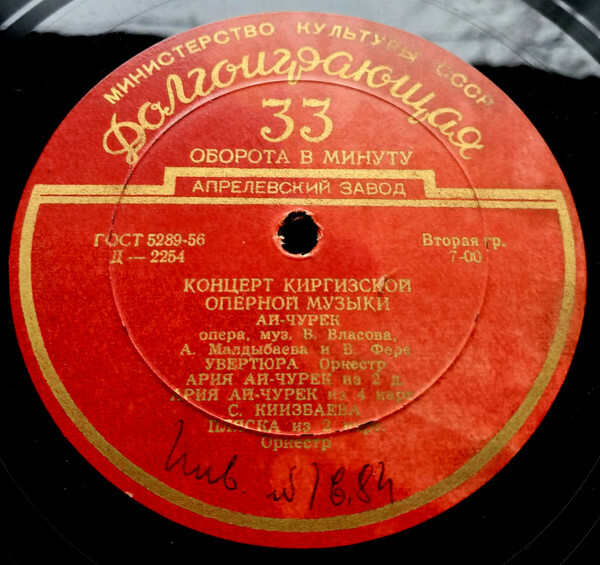 МИНИСТЕРСТВО КУЛЬТУРЫ СССР
Долгоиграющая
33
ОБОРОТА В МИНУТУ
АПРЕЛЕВСКИЙ ЗАВОД
ГОСТ 5289-56
Д — 2254
Вторая гр.
7-00
КОНЦЕРТ КИРГИЗСКОЙ
ОПЕРНОЙ МУЗЫКИ
АЙ-ЧУРЕК
опера, муз. В. Власова,
А. Малдыбаева и В. Фере
УВЕРТЮРА Оркестр
АРИЯ АЙ-ЧУРЕК из 2 д.
АРИЯ АЙ-ЧУРЕК из 4 карт.
С. КИИЗБАЕВА
ПЛЯСКА из 2 карт.
Оркестр
Инв.